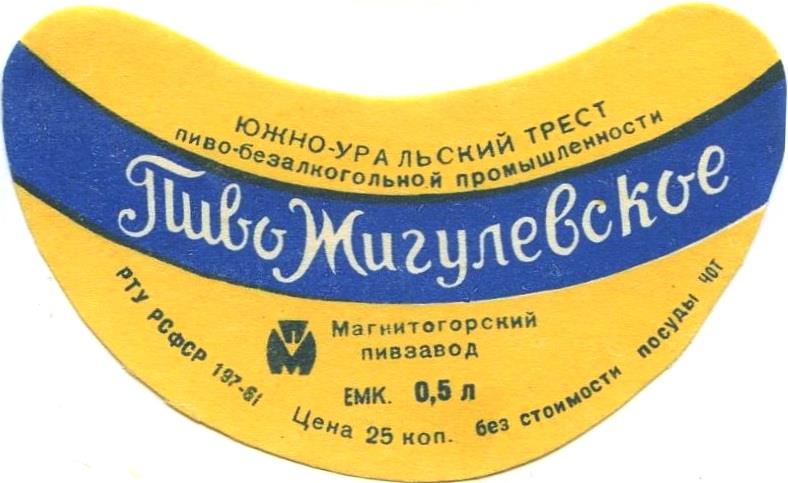 ЮЖНО-УРАЛЬСКИЙ ТРЕСТ
пиво-безалкогольной промышленности
Пиво Жигулевское
РТУ РСФСР 197-61
Магнитогорский
пивзавод
ЕМК. 0,5 л
Цена 25 коп. без стоимости посуды ЧОТ